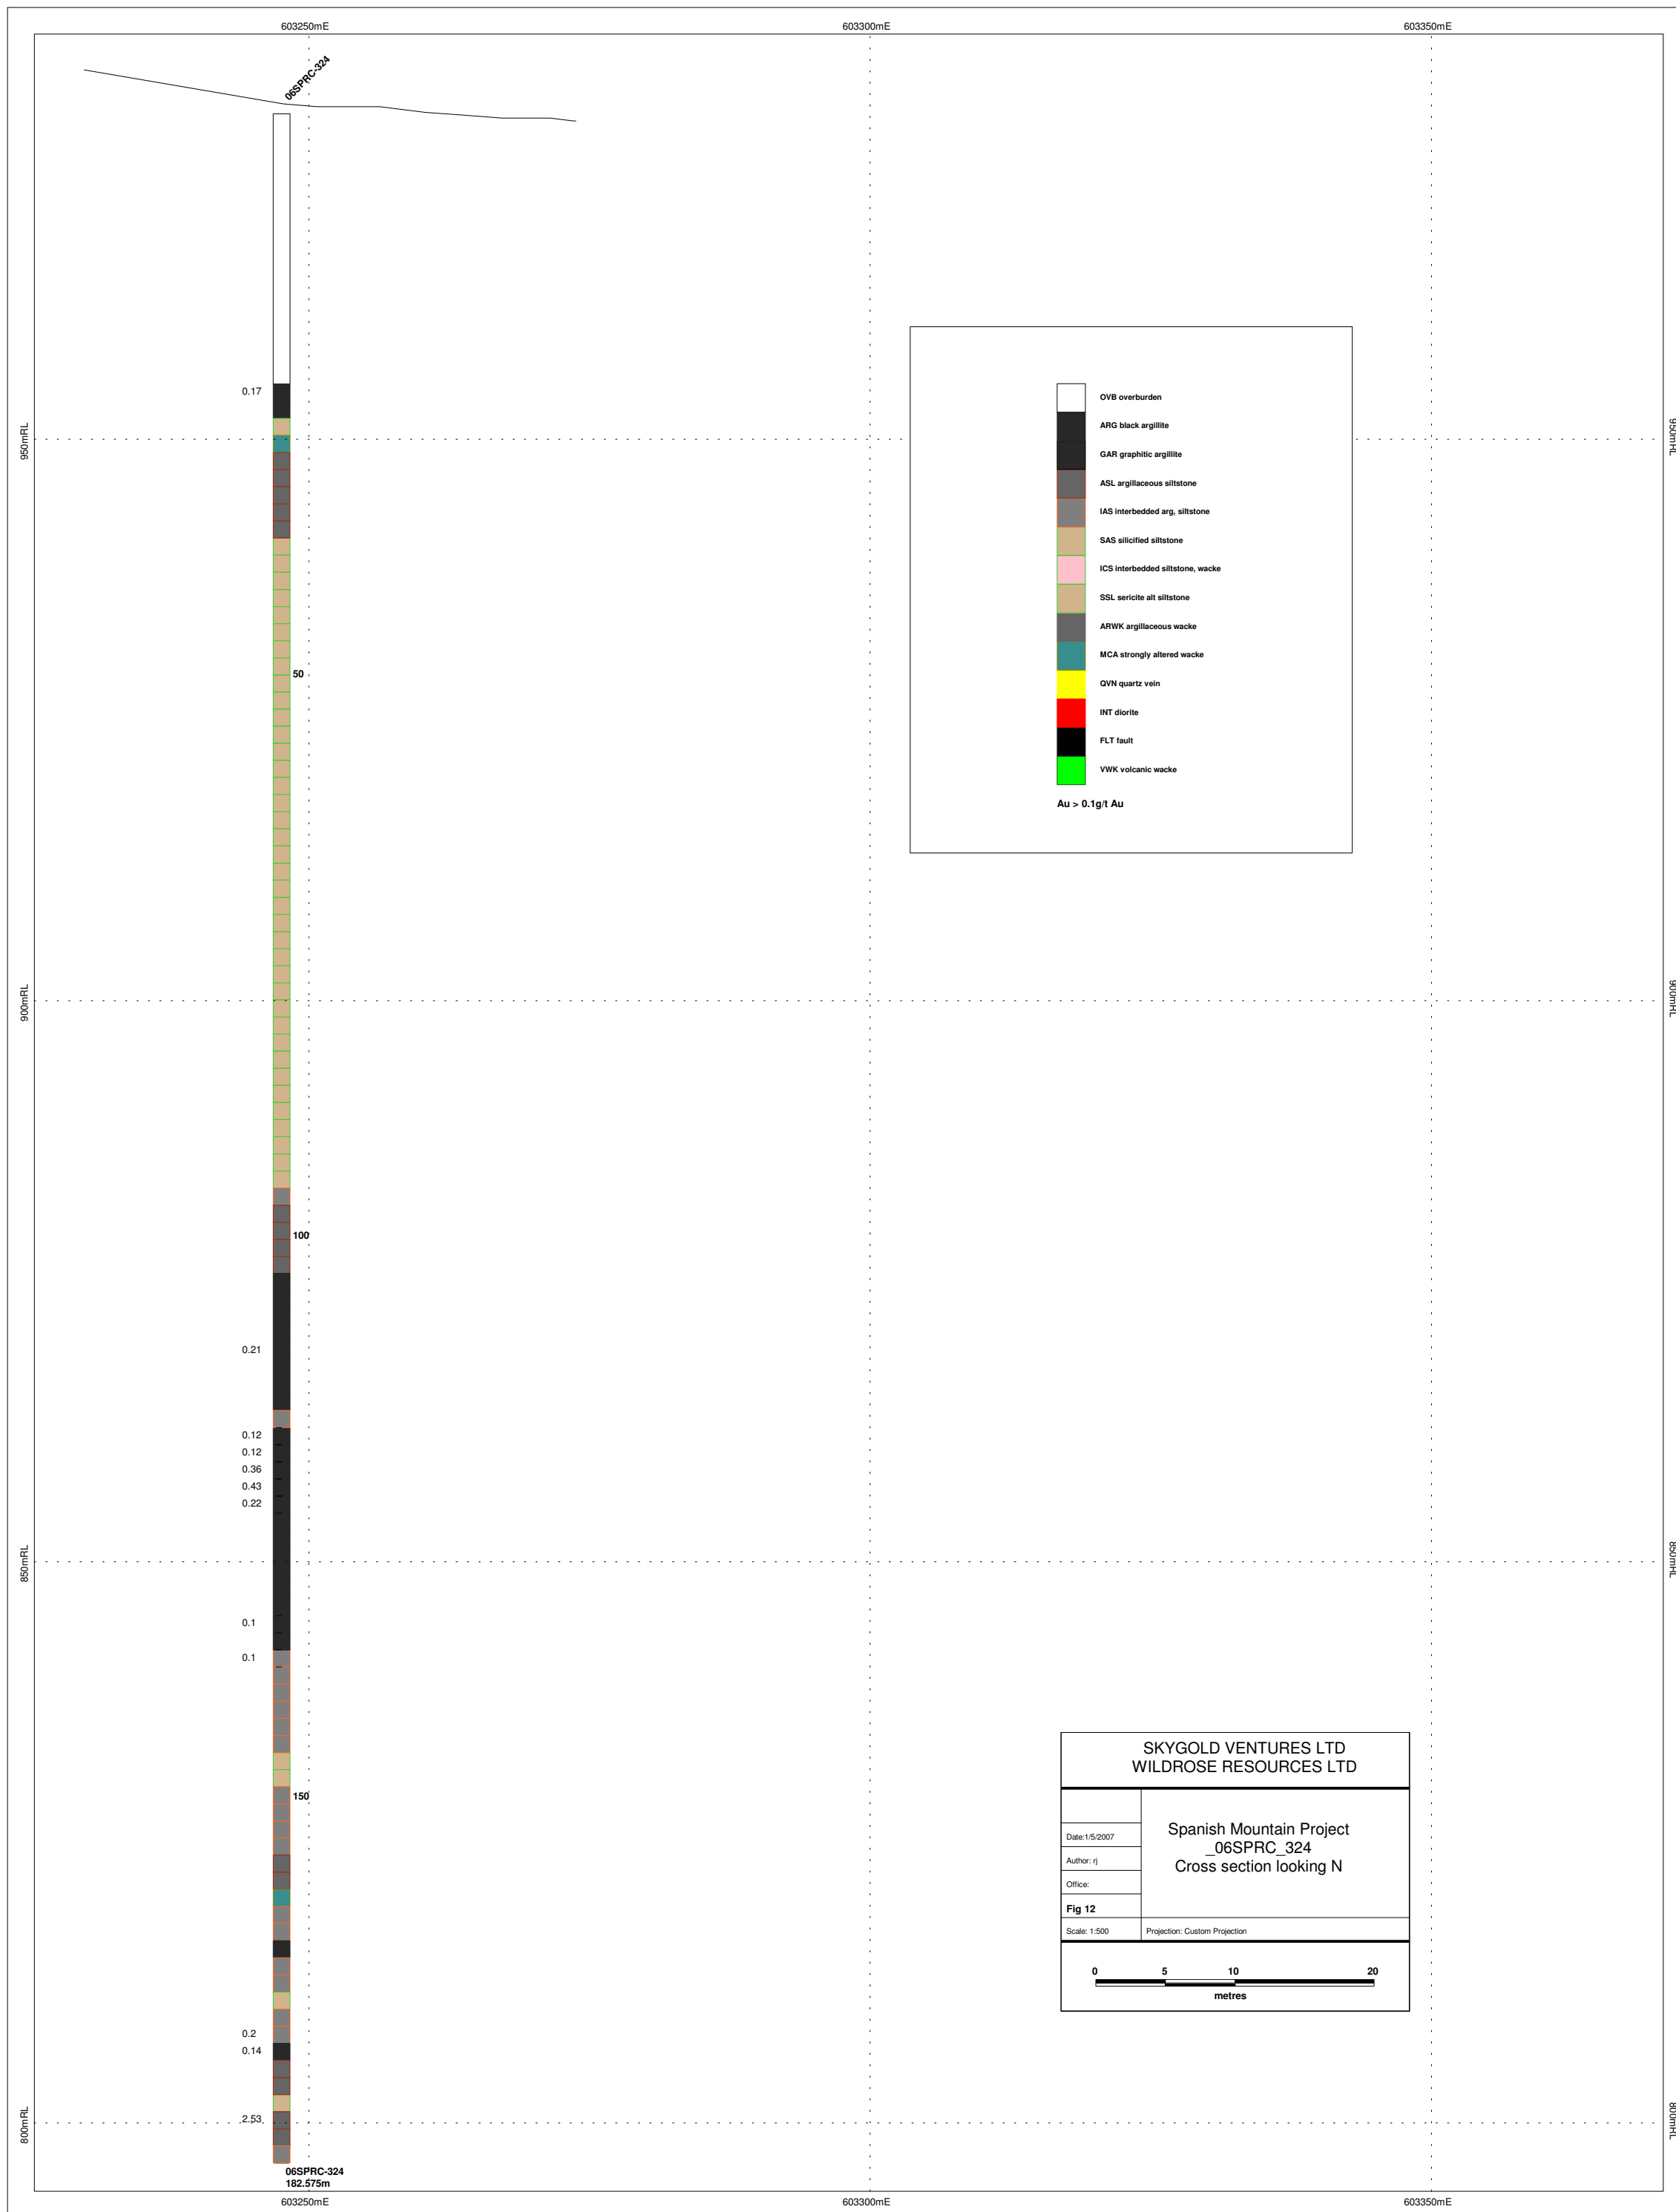 603250mE
603300mE
603350mE
06SPRC-324
0.17
950mRL
950mRL
OVB overburden
ARG black argillite
GAR graphitic argillite
ASL argillaceous siltstone
IAS interbedded arg, siltstone
SAS silicified siltstone
ICS interbedded siltstone, wacke
SSL sericite alt siltstone
ARWK argillaceous wacke
MCA strongly altered wacke
QVN quartz vein
INT diorite
FLT fault
VWK volcanic wacke
Au > 0.1g/t Au
50
900mRL
900mRL
100
0.21
0.12
0.12
0.36
0.43
0.22
850mRL
850mRL
0.1
0.1
150
SKYGOLD VENTURES LTD
WILDROSE RESOURCES LTD
Spanish Mountain Project
_06SPRC_324
Cross section looking N
Date:1/5/2007
Author: rj
Office:
Fig 12
Scale: 1:500
Projection: Custom Projection
0 5 10 20
metres
0.2
0.14
2.53
800mRL
800mRL
06SPRC-324
182.575m
603250mE
603300mE
603350mE